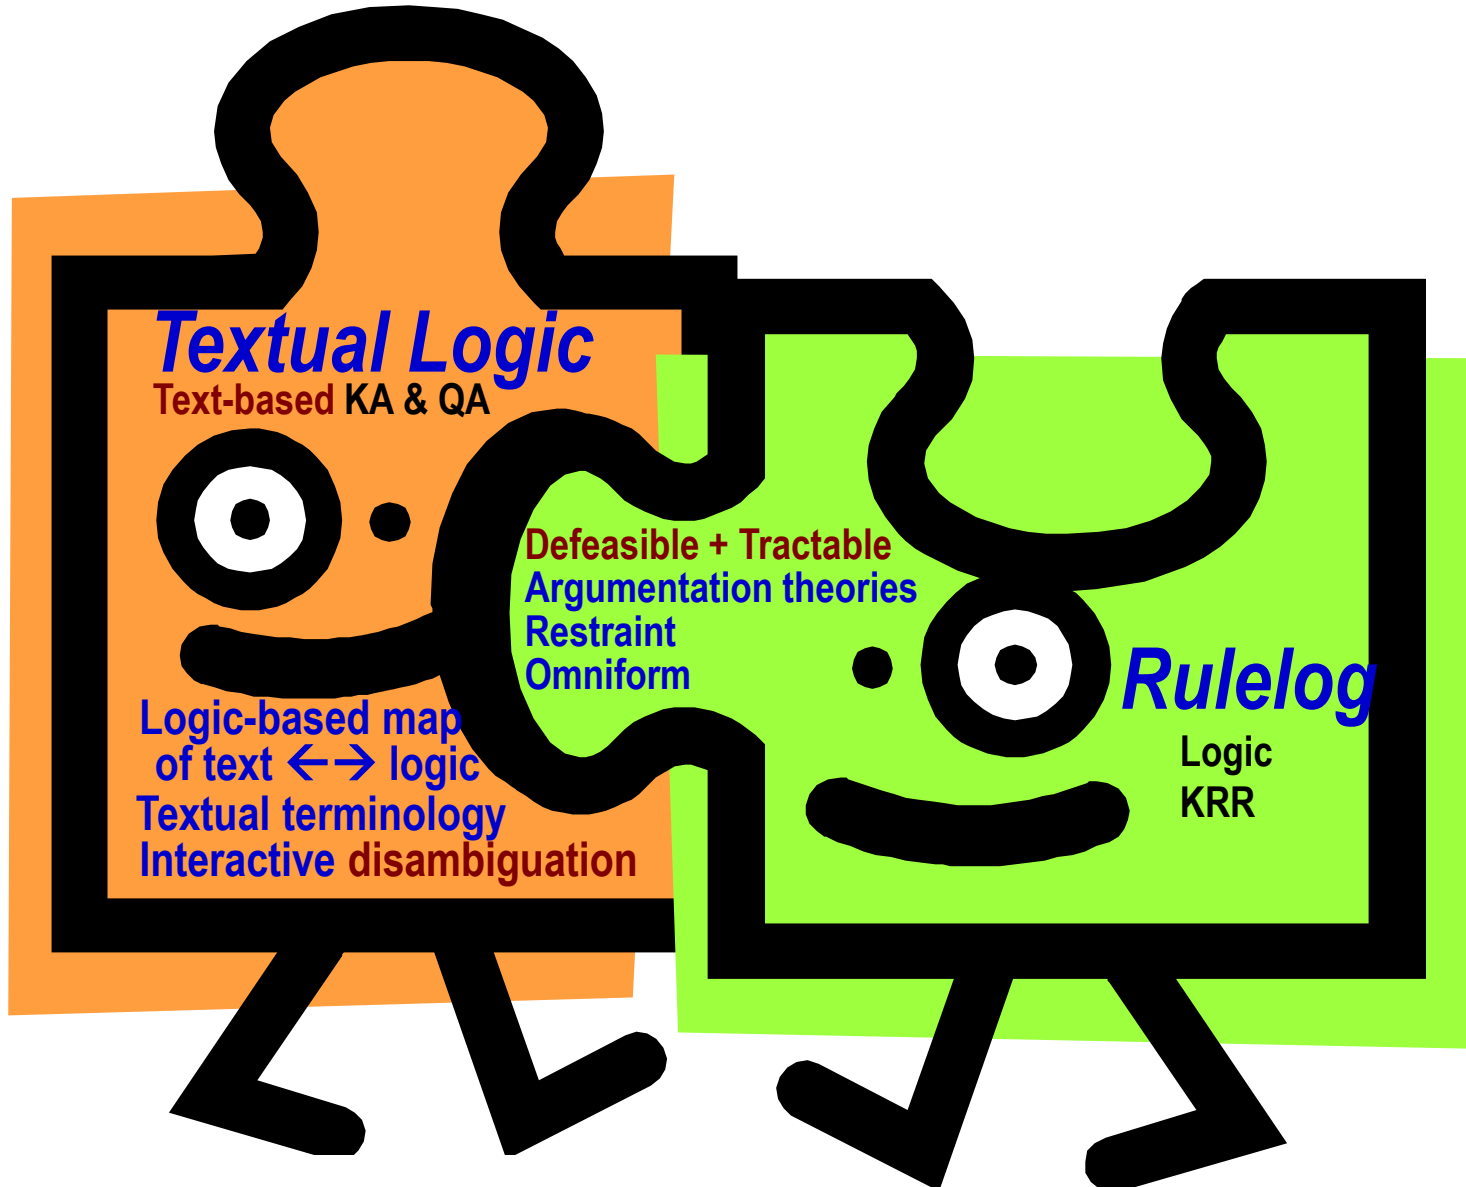 Textual Logic
Text-based KA & QA
Logic-based map
of text ←→ logic
Textual terminology
Interactive disambiguation
Defeasible + Tractable
Argumentation theories
Restraint
Omniform
Rulelog
Logic
KRR